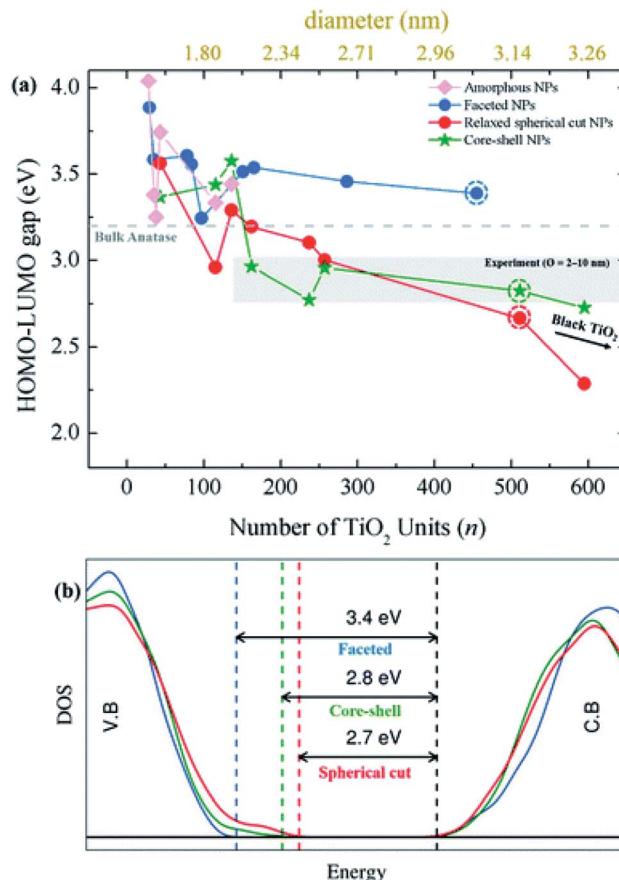 diameter (nm)
1.80 2.34 2.71 2.96 3.14 3.26
(a)
4.0
3.5
3.0
2.5
2.0
HOMO-LUMO gap (eV)
Amorphous NPs
Faceted NPs
Relaxed spherical cut NPs
Core-shell NPs
Bulk Anatase
Experiment (Ø = 2–10 nm)
Black TiO₂
0 100 200 300 400 500 600
Number of TiO₂ Units (n)
(b)
3.4 eV
Faceted
2.8 eV
Core-shell
2.7 eV
Spherical cut
DOS
V.B
C.B
Energy